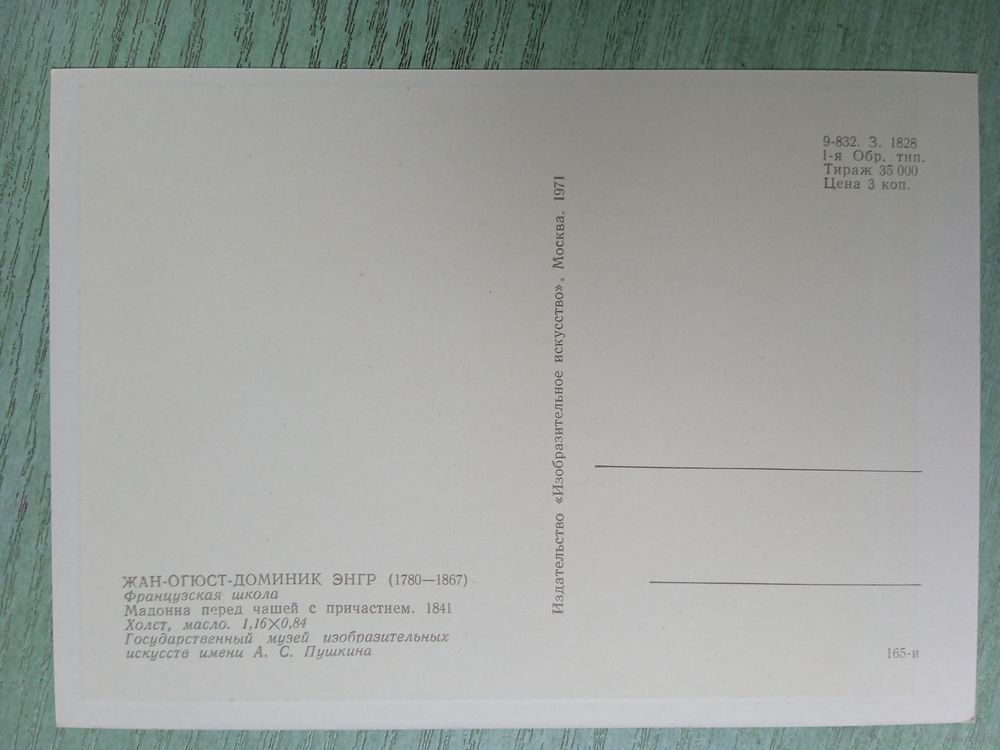 ЖАН-ОГЮСТ-ДОМИНИК ЭНГР (1780—1867)
Французская школа
Мадонна перед чашей с причастием. 1841
Холст, масло. 1,16×0,84
Государственный музей изобразительных
искусств имени А. С. Пушкина
Издательство «Изобразительное искусство», Москва. 1971
9-832. З. 1828
1-я Обр. тип.
Тираж 35 000
Цена 3 коп.
165-и